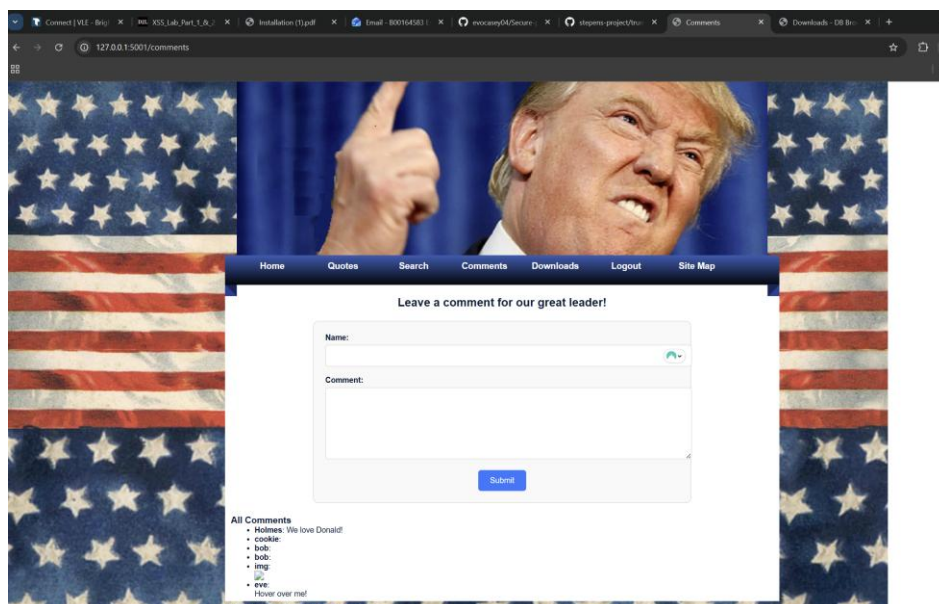 Connect | VLE - Brig XSS_Lab_Part_1_&_2 Installation (1).pdf Email - B00164583 evocasey04/Secure stepens-project/trum Comments Downloads - DB Bro
127.0.0.1:5001/comments
Home Quotes Search Comments Downloads Logout Site Map
Leave a comment for our great leader!
Name:
Comment:
Submit
All Comments
Holmes: We love Donald!
cookie:
bob:
bob:
img:
eve:
Hover over me!